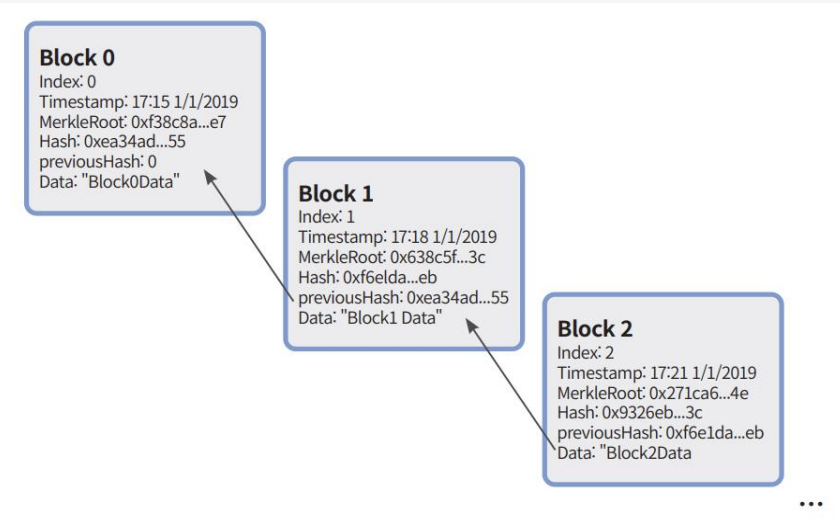 Block 0
Index: 0
Timestamp: 17:15 1/1/2019
MerkleRoot: 0xf38c8a...e7
Hash: 0xea34ad...55
previousHash: 0
Data: "Block0Data"
Block 1
Index: 1
Timestamp: 17:18 1/1/2019
MerkleRoot: 0x638c5f...3c
Hash: 0xf6elda...eb
previousHash: 0xea34ad...55
Data: "Block1 Data"
Block 2
Index: 2
Timestamp: 17:21 1/1/2019
MerkleRoot: 0x271ca6...4e
Hash: 0x9326eb...3c
previousHash: 0xf6e1da...eb
Data: "Block2Data
...